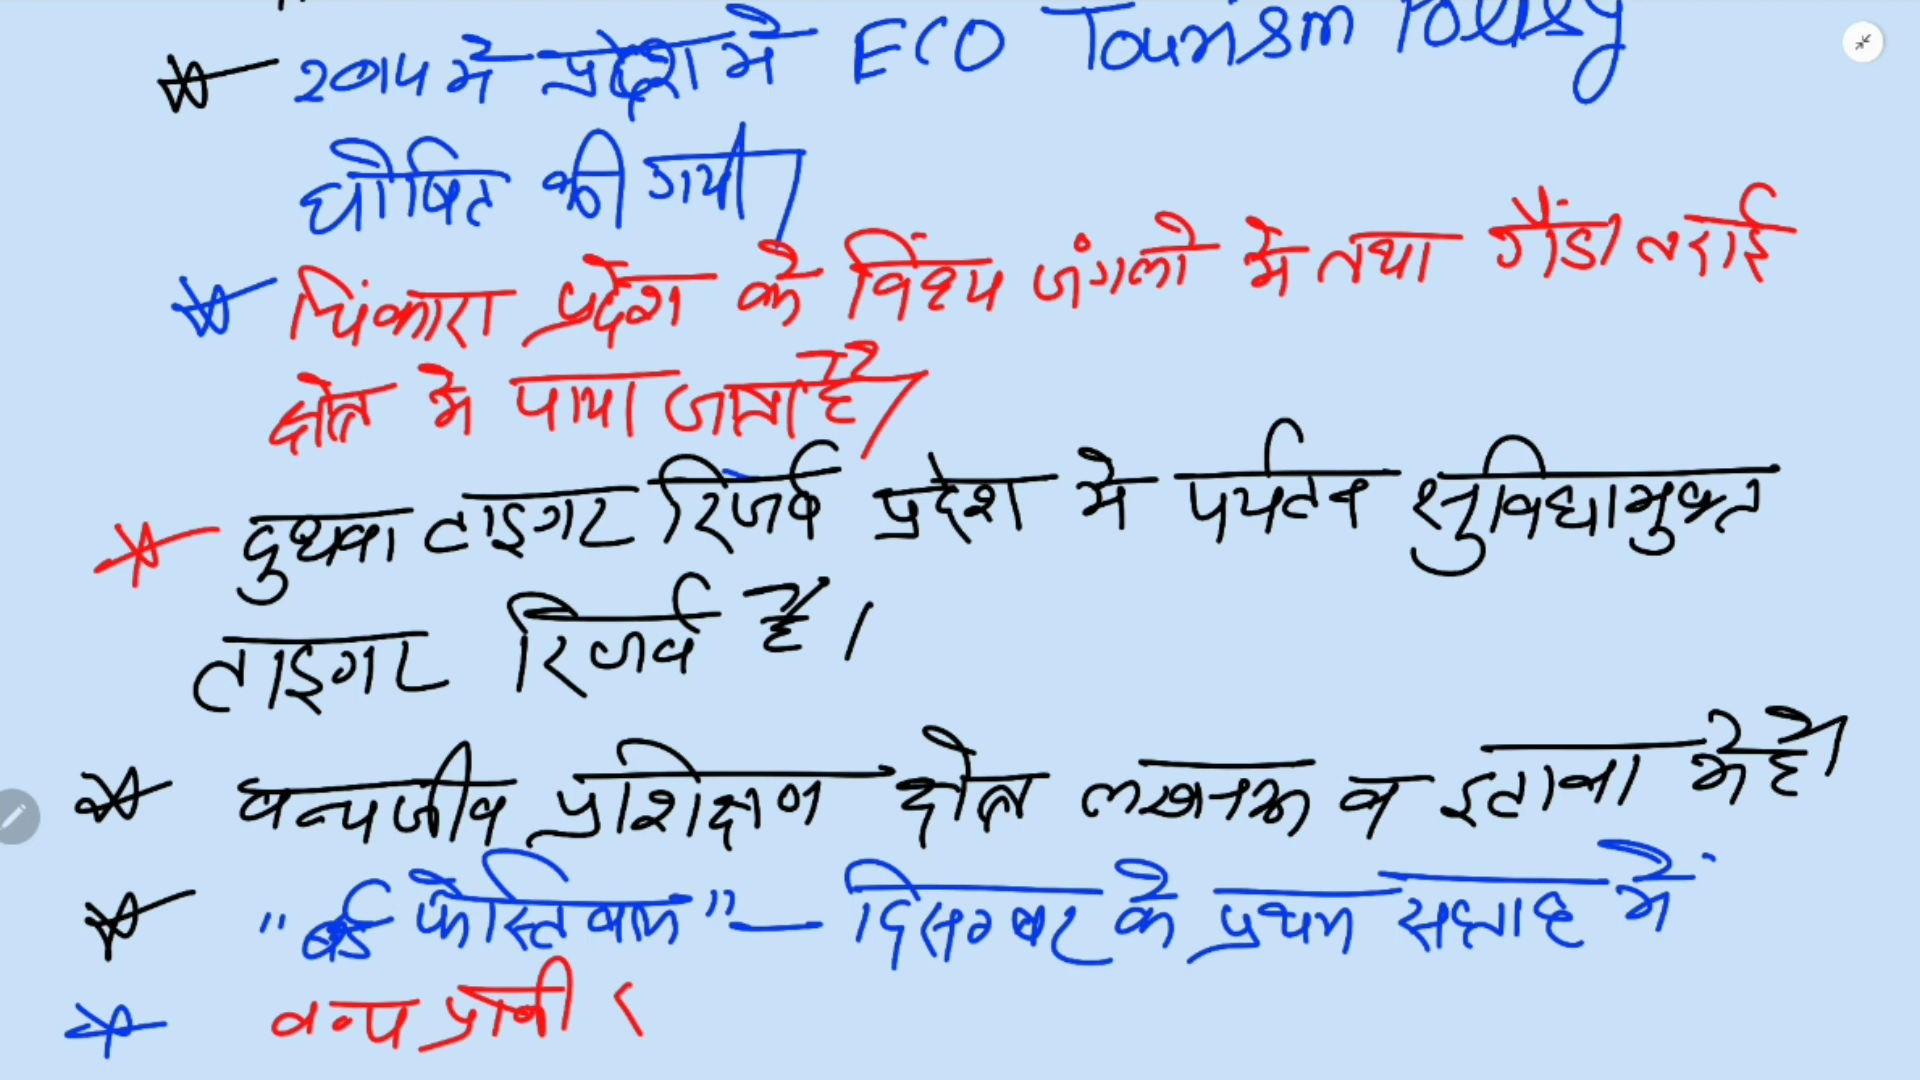 2014 में प्रदेश में ECO Tourism Policy
घोषित की गयी।
चिंकारा प्रदेश के विंध्य जंगलो मे तथा गैंडा तराई
क्षेत्र मे पाया जाता है।
दुधवा टाइगर रिजर्व प्रदेश मे पर्यटन सुविधायुक्त
टाइगर रिजर्व है।
वन्यजीव प्रशिक्षण क्षेत्र लखनऊ व इटावा मे है।
"बर्ड फेस्टिवाल" — दिसम्बर के प्रथम सप्ताह में
वन्य प्रानी (